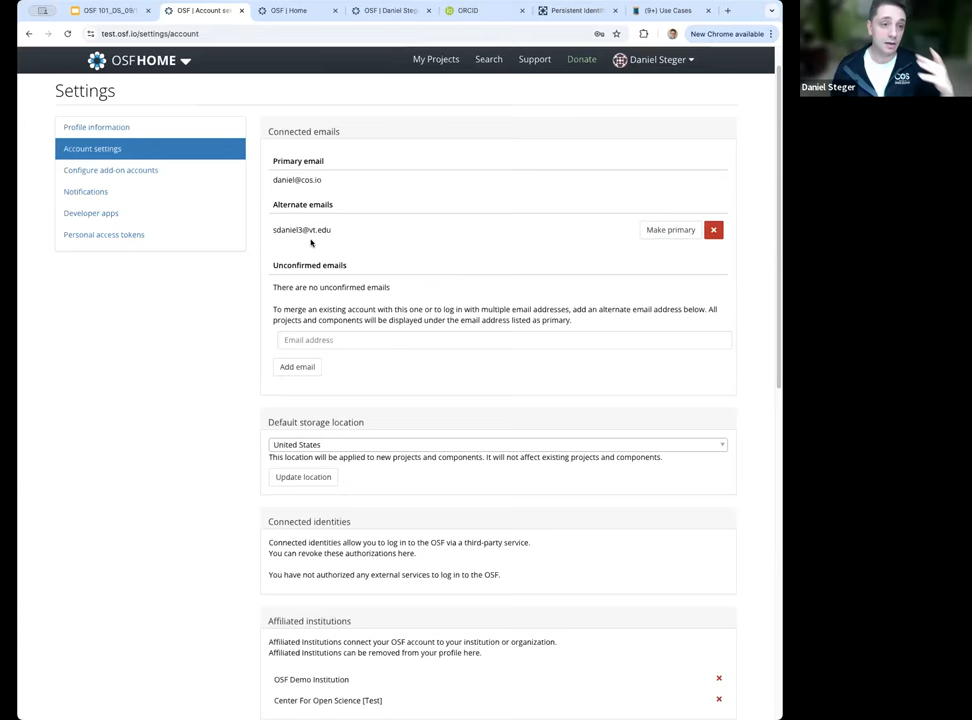 OSF 101_DS_09/
OSF | Account se
OSF | Home
OSF | Daniel Steg
ORCID
Persistent Identif
(9+) Use Cases
test.osf.io/settings/account
New Chrome available
OSFHOME
My Projects
Search
Support
Donate
Daniel Steger
Daniel Steger
COS
Settings
Profile information
Account settings
Configure add-on accounts
Notifications
Developer apps
Personal access tokens
Connected emails
Primary email
daniel@cos.io
Alternate emails
sdaniel3@vt.edu
Make primary
Unconfirmed emails
There are no unconfirmed emails
To merge an existing account with this one or to log in with multiple email addresses, add an alternate email address below. All
projects and components will be displayed under the email address listed as primary.
Email address
Add email
Default storage location
United States
This location will be applied to new projects and components. It will not affect existing projects and components.
Update location
Connected identities
Connected identities allow you to log in to the OSF via a third-party service.
You can revoke these authorizations here.
You have not authorized any external services to log in to the OSF.
Affiliated institutions
Affiliated Institutions connect your OSF account to your institution or organization.
Affiliated Institutions can be removed from your profile here.
OSF Demo Institution
Center For Open Science [Test]